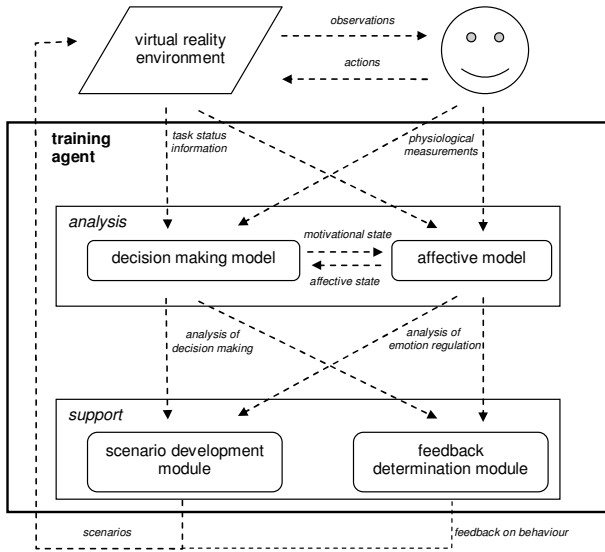 virtual reality
environment
observations
actions
training
agent
task status
information
physiological
measurements
analysis
decision making model
motivational state
affective state
affective model
analysis of
decision making
analysis of
emotion regulation
support
scenario development
module
feedback
determination module
scenarios
feedback on behaviour